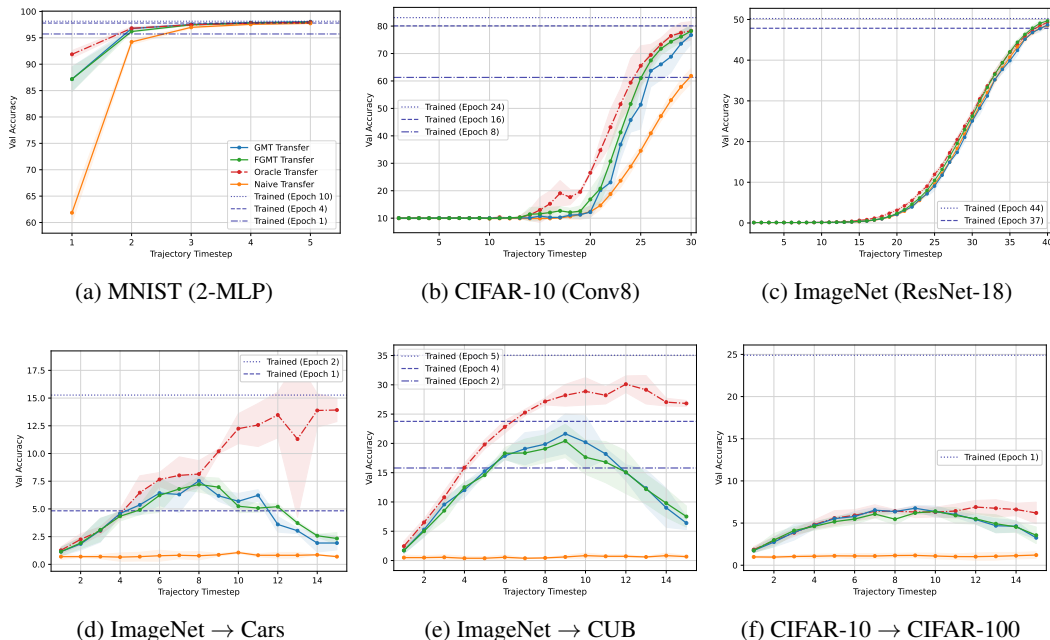 100
95
90
85
80
75
70
65
60
Val Accuracy
GMT Transfer
FGMT Transfer
Oracle Transfer
Naive Transfer
Trained (Epoch 10)
Trained (Epoch 4)
Trained (Epoch 1)
1 2 3 4 5
Trajectory Timestep
(a) MNIST (2-MLP)
80
70
60
50
40
30
20
10
Val Accuracy
Trained (Epoch 24)
Trained (Epoch 16)
Trained (Epoch 8)
5 10 15 20 25 30
Trajectory Timestep
(b) CIFAR-10 (Conv8)
50
40
30
20
10
0
Val Accuracy
Trained (Epoch 44)
Trained (Epoch 37)
5 10 15 20 25 30 35 40
Trajectory Timestep
(c) ImageNet (ResNet-18)
17.5
15.0
12.5
10.0
7.5
5.0
2.5
0.0
Val Accuracy
Trained (Epoch 2)
Trained (Epoch 1)
2 4 6 8 10 12 14
Trajectory Timestep
(d) ImageNet → Cars
35
30
25
20
15
10
5
0
Val Accuracy
Trained (Epoch 5)
Trained (Epoch 4)
Trained (Epoch 2)
2 4 6 8 10 12 14
Trajectory Timestep
(e) ImageNet → CUB
25
20
15
10
5
0
Val Accuracy
Trained (Epoch 1)
2 4 6 8 10 12 14
Trajectory Timestep
(f) CIFAR-10 → CIFAR-100